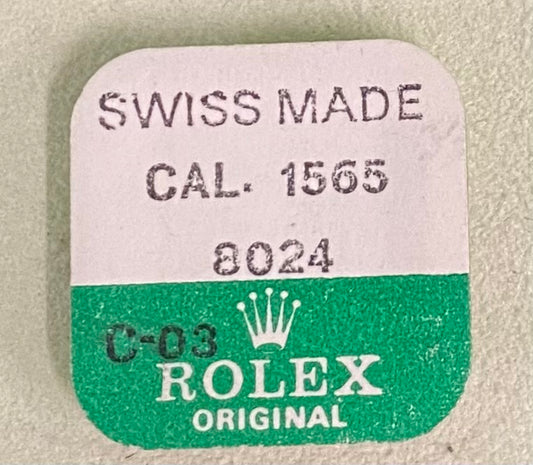 SWISS MADE
CAL. 1565
8024
C-03
ROLEX
ORIGINAL